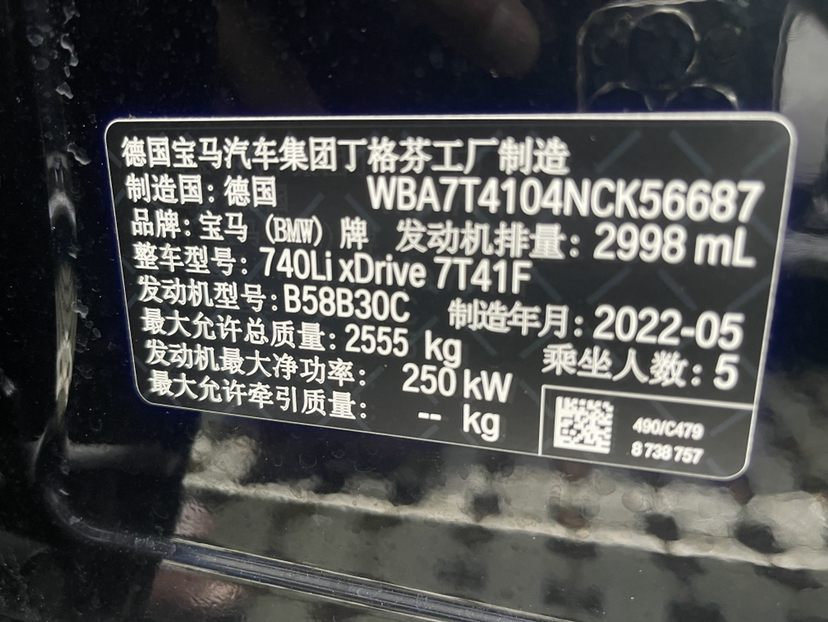 德国宝马汽车集团丁格芬工厂制造
制造国：德国 WBA7T4104NCK56687
品牌：宝马（BMW）牌 发动机排量：2998 mL
整车型号：740Li xDrive 7T41F
发动机型号：B58B30C 制造年月：2022-05
最大允许总质量：2555 kg 乘坐人数：5
发动机最大净功率： 250 kW
最大允许牵引质量： -- kg
490/C479
8 738 757